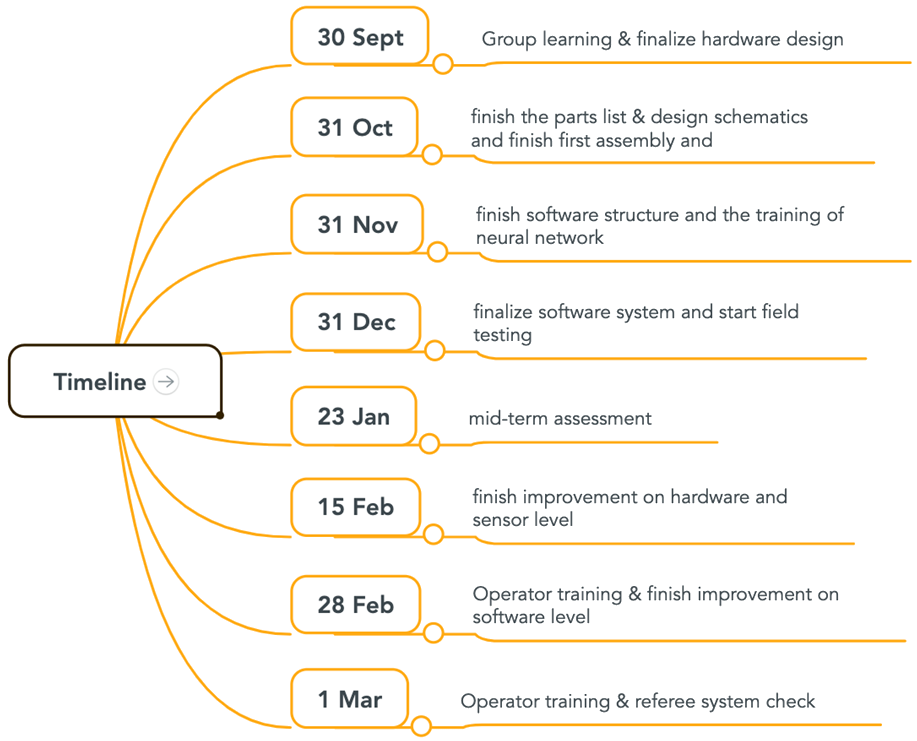 30 Sept
Group learning & finalize hardware design
31 Oct
finish the parts list & design schematics
and finish first assembly and
31 Nov
finish software structure and the training of
neural network
31 Dec
finalize software system and start field
testing
Timeline
23 Jan
mid-term assessment
15 Feb
finish improvement on hardware and
sensor level
28 Feb
Operator training & finish improvement on
software level
1 Mar
Operator training & referee system check